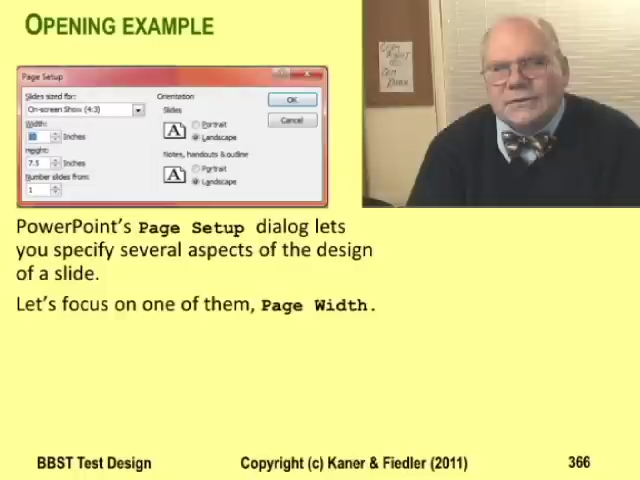 OPENING EXAMPLE
Page Setup
Slides sized for:
On-screen Show (4:3)
Width:
10 Inches
Height:
7.5 Inches
Number slides from:
1
Orientation
Slides
A Portrait
Landscape
Notes, handouts & outline
A Portrait
Landscape
OK
Cancel
PowerPoint's Page Setup dialog lets
you specify several aspects of the design
of a slide.
Let's focus on one of them, Page Width.
BBST Test Design Copyright (c) Kaner & Fiedler (2011) 366